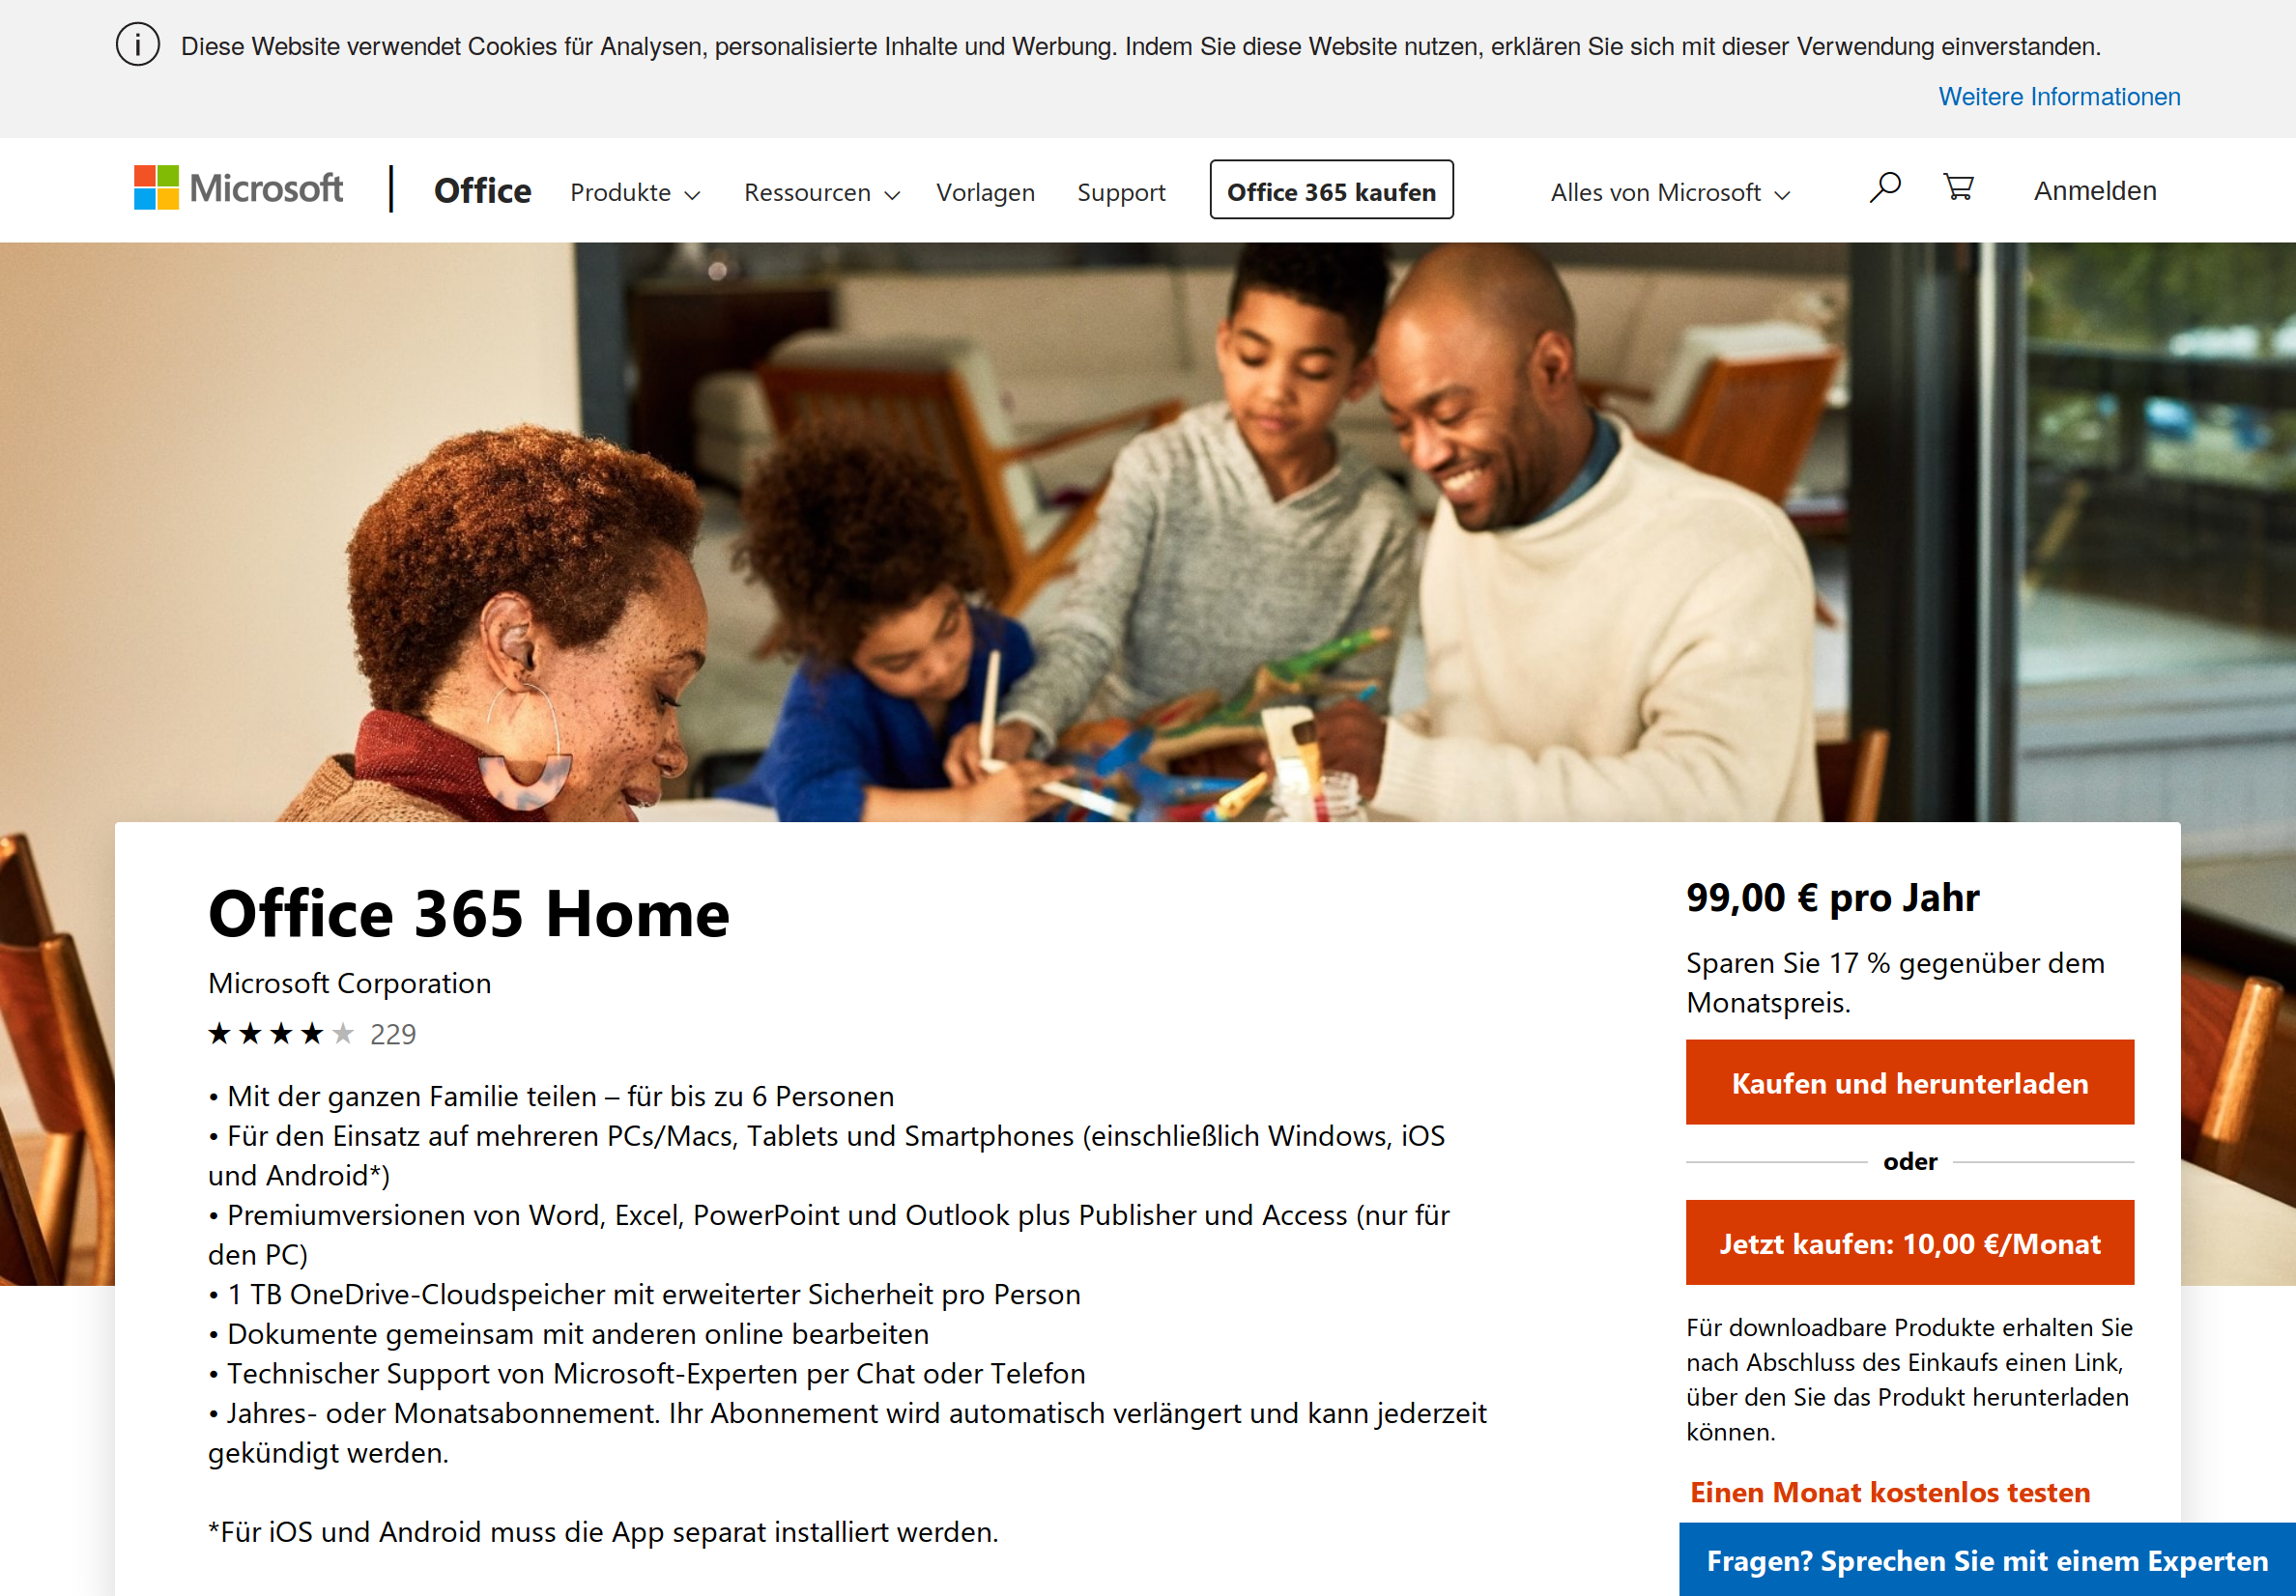 Diese Website verwendet Cookies für Analysen, personalisierte Inhalte und Werbung. Indem Sie diese Website nutzen, erklären Sie sich mit dieser Verwendung einverstanden.
Weitere Informationen
Microsoft
Office
Produkte
Ressourcen
Vorlagen
Support
Office 365 kaufen
Alles von Microsoft
Anmelden
Office 365 Home
Microsoft Corporation
★★★★★ 229
• Mit der ganzen Familie teilen – für bis zu 6 Personen
• Für den Einsatz auf mehreren PCs/Macs, Tablets und Smartphones (einschließlich Windows, iOS
und Android*)
• Premiumversionen von Word, Excel, PowerPoint und Outlook plus Publisher und Access (nur für
den PC)
• 1 TB OneDrive-Cloudspeicher mit erweiterter Sicherheit pro Person
• Dokumente gemeinsam mit anderen online bearbeiten
• Technischer Support von Microsoft-Experten per Chat oder Telefon
• Jahres- oder Monatsabonnement. Ihr Abonnement wird automatisch verlängert und kann jederzeit
gekündigt werden.
*Für iOS und Android muss die App separat installiert werden.
99,00 € pro Jahr
Sparen Sie 17 % gegenüber dem
Monatspreis.
Kaufen und herunterladen
oder
Jetzt kaufen: 10,00 €/Monat
Für downloadbare Produkte erhalten Sie
nach Abschluss des Einkaufs einen Link,
über den Sie das Produkt herunterladen
können.
Einen Monat kostenlos testen
Fragen? Sprechen Sie mit einem Experten